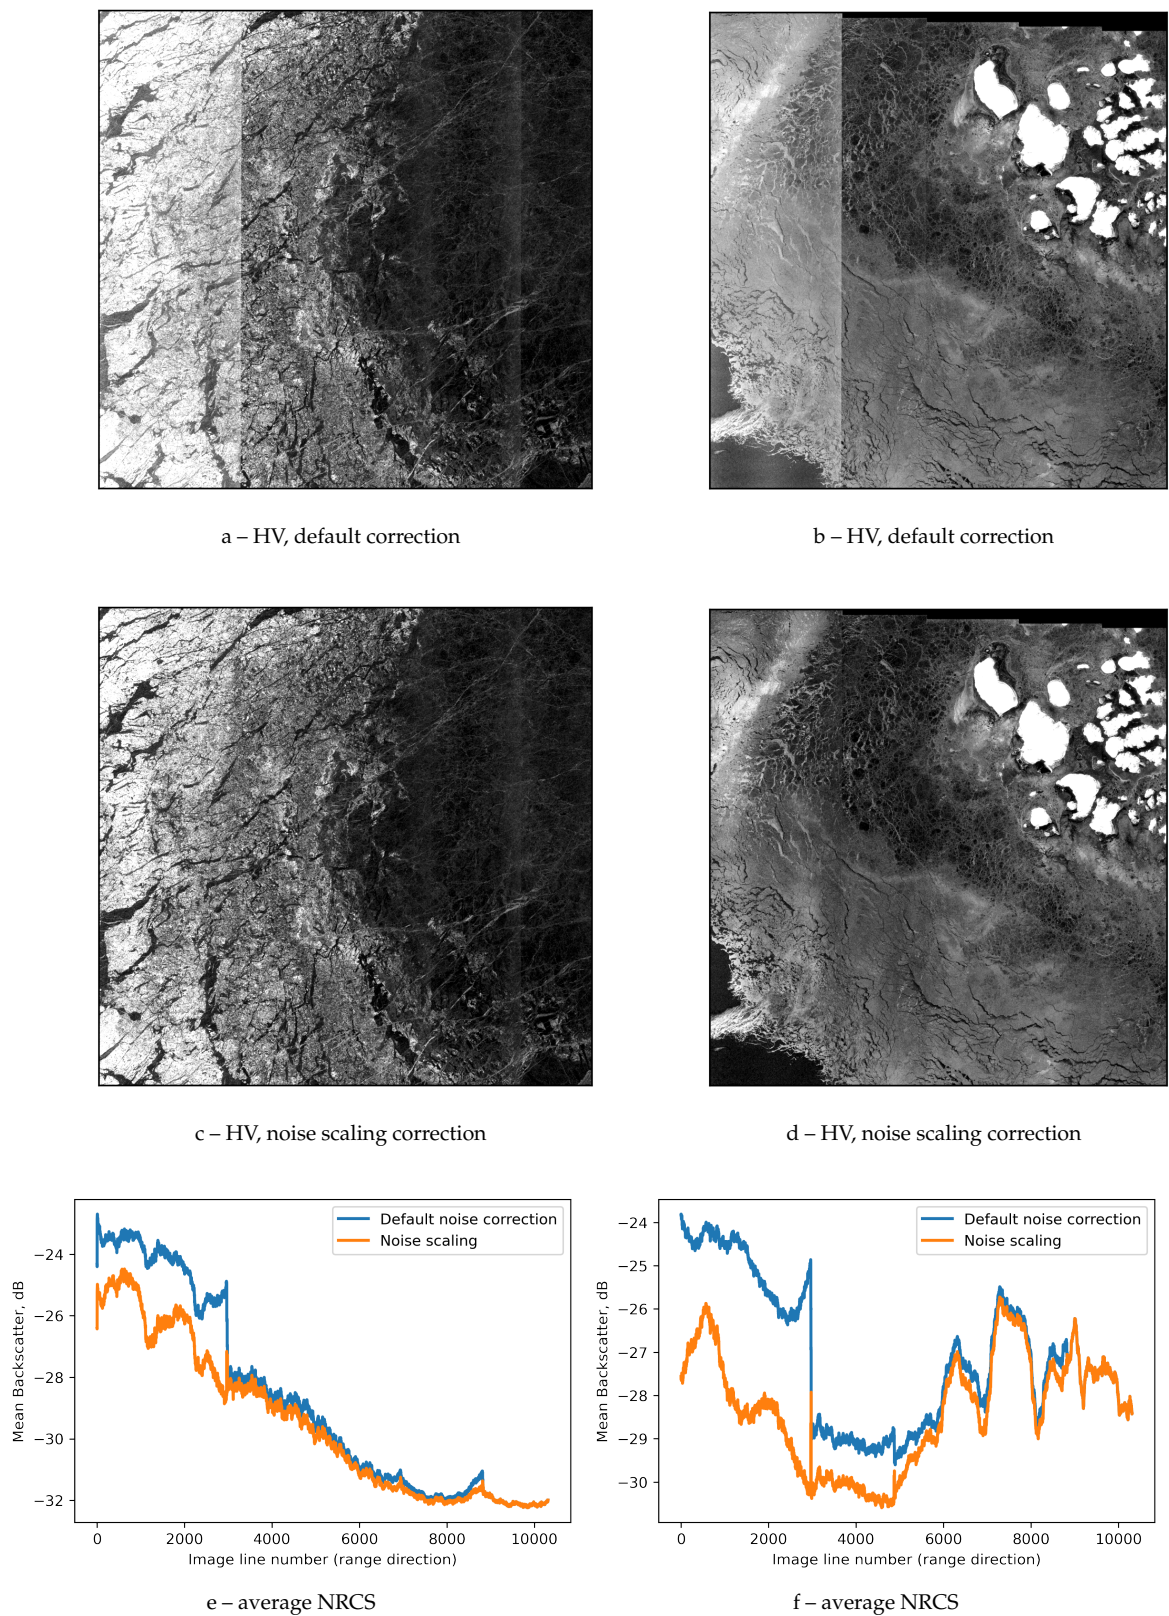 a – HV, default correction
b – HV, default correction
c – HV, noise scaling correction
d – HV, noise scaling correction
Default noise correction
Noise scaling
Mean Backscatter, dB
−24
−26
−28
−30
−32
0 2000 4000 6000 8000 10000
Image line number (range direction)
e – average NRCS
Default noise correction
Noise scaling
Mean Backscatter, dB
−24
−25
−26
−27
−28
−29
−30
0 2000 4000 6000 8000 10000
Image line number (range direction)
f – average NRCS